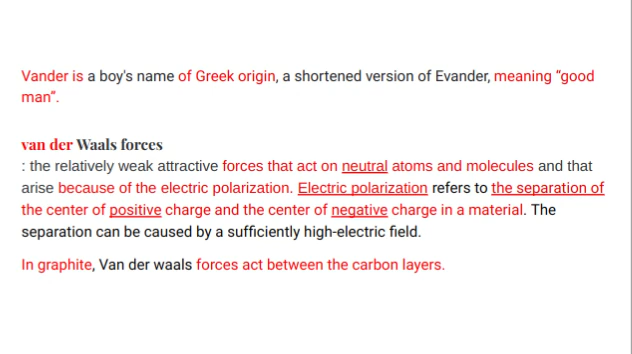 Vander is a boy's name of Greek origin, a shortened version of Evander, meaning “good
man”.
van der Waals forces
: the relatively weak attractive forces that act on neutral atoms and molecules and that
arise because of the electric polarization. Electric polarization refers to the separation of
the center of positive charge and the center of negative charge in a material. The
separation can be caused by a sufficiently high-electric field.
In graphite, Van der waals forces act between the carbon layers.